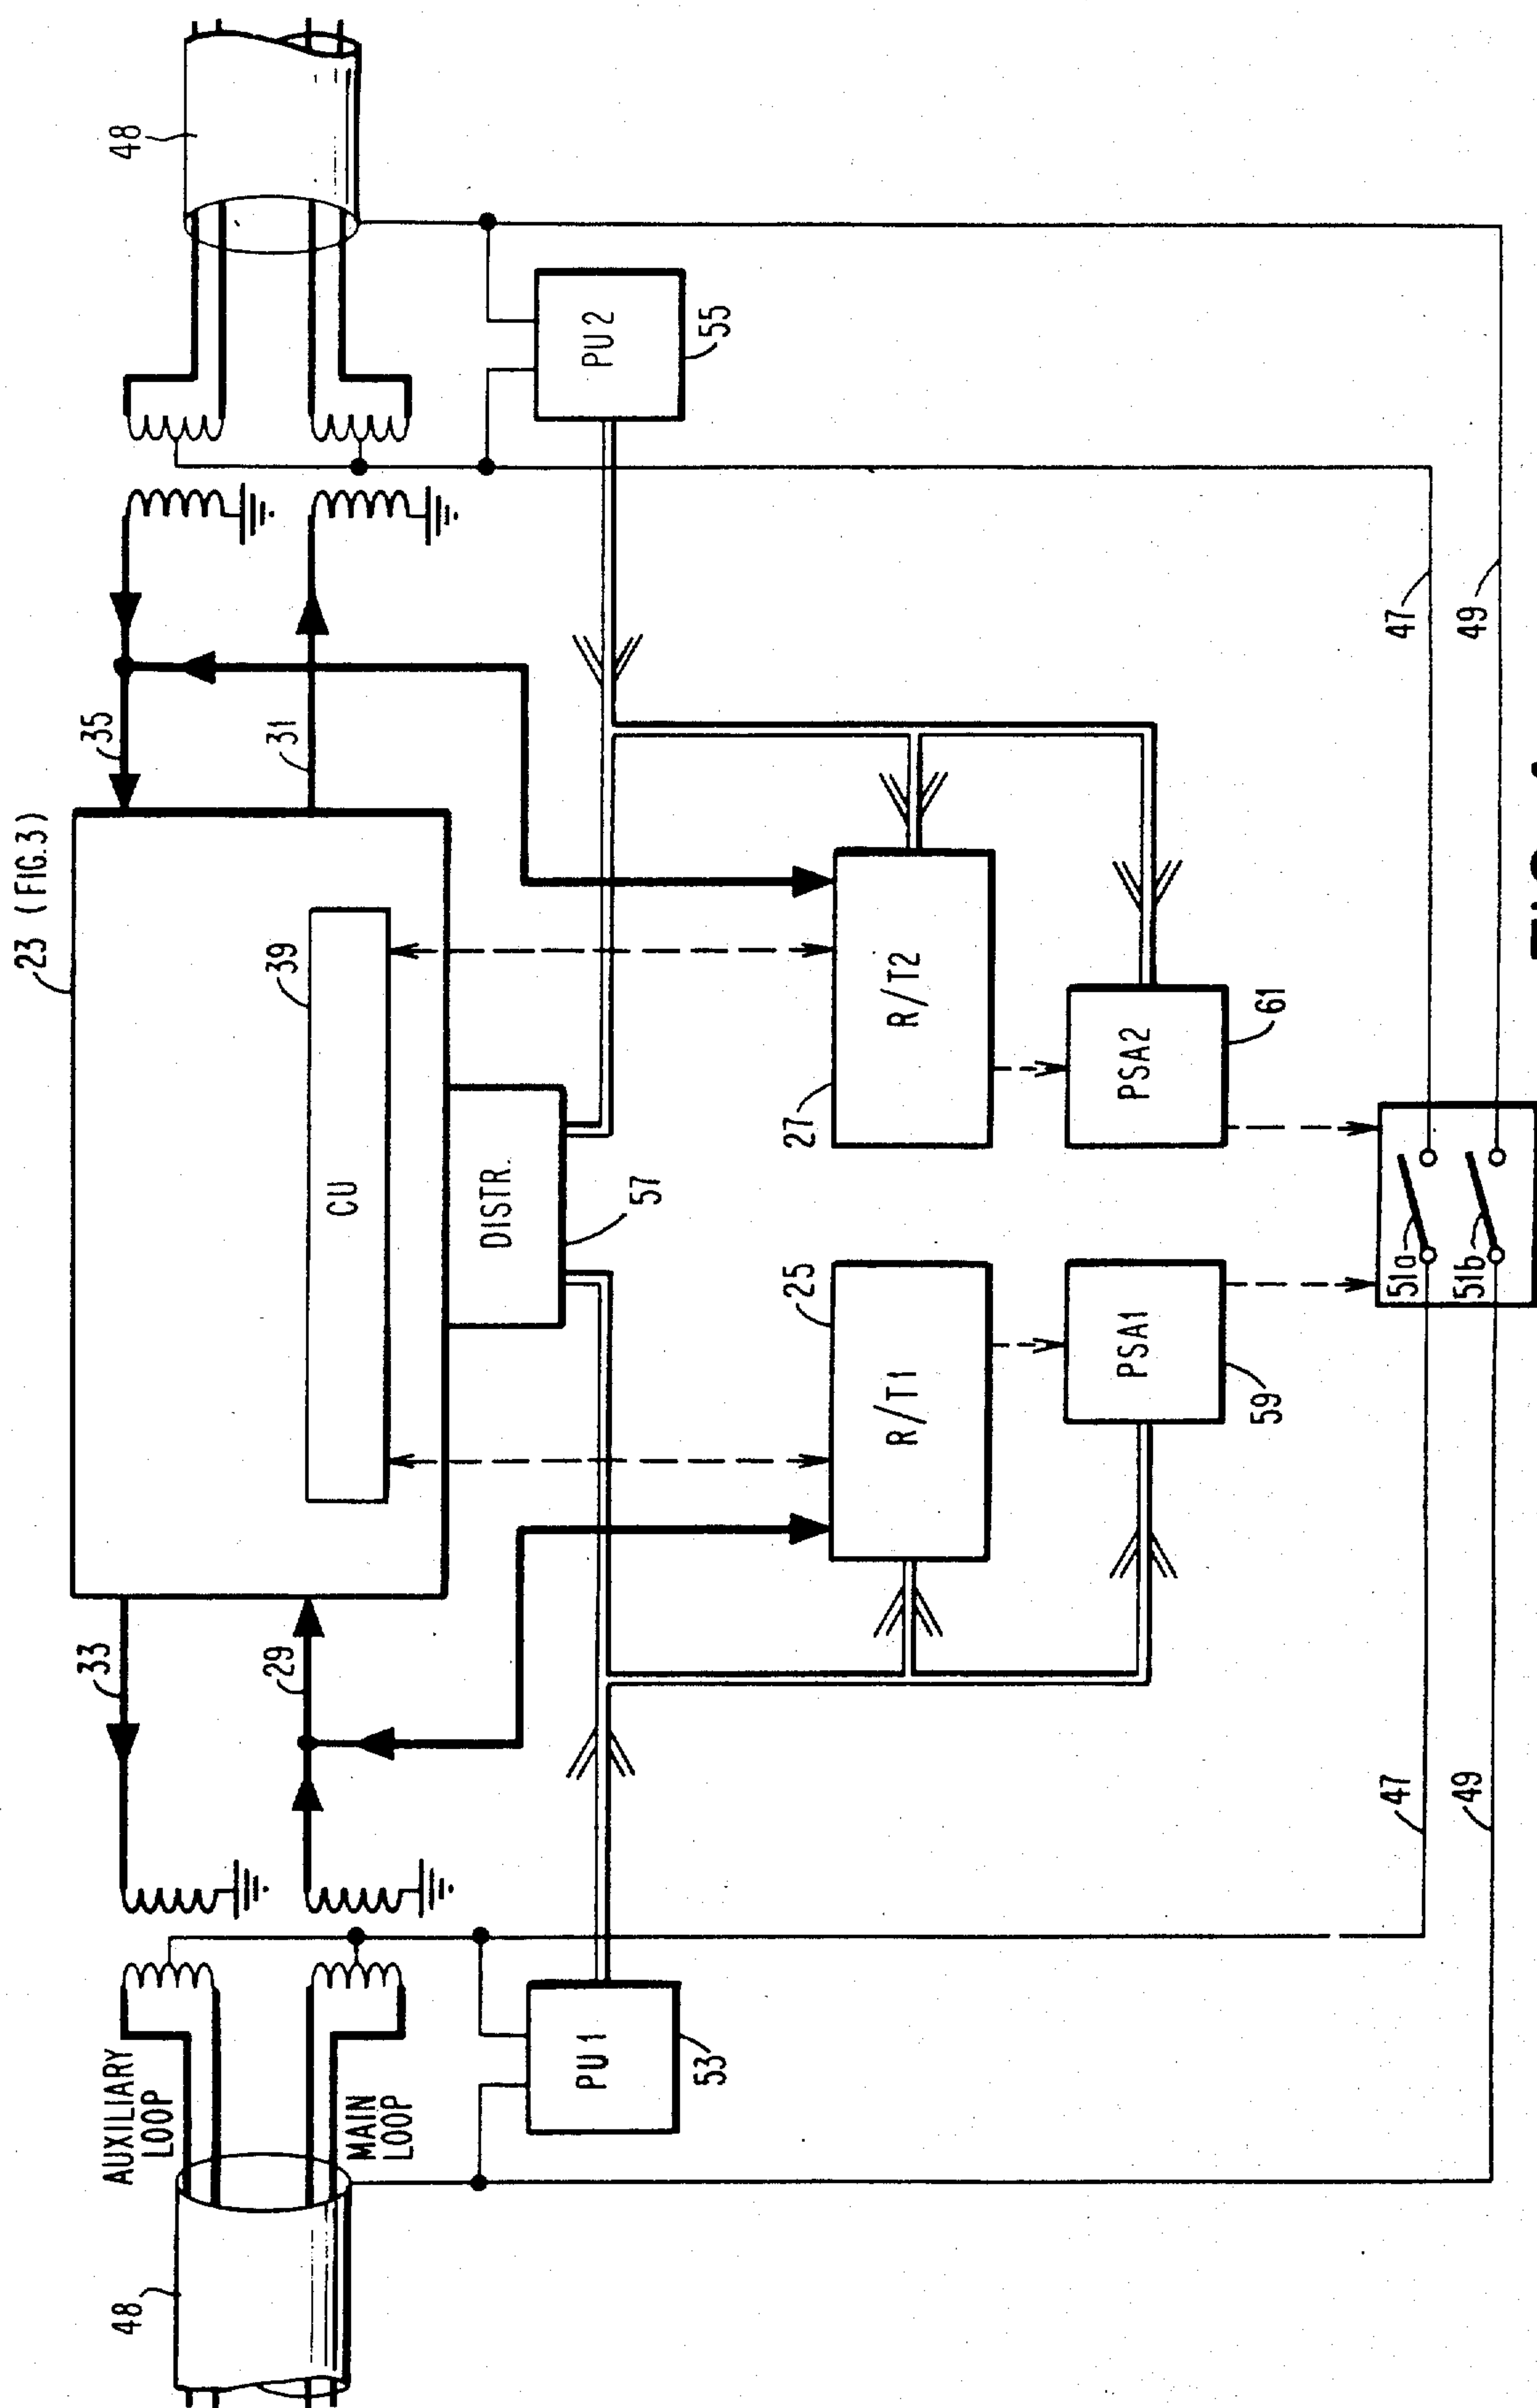 23 (FIG.3)
48
AUXILIARY
LOOP
MAIN
LOOP
33
29
35
31
48
39
CU
DISTR.
57
PU1
53
PU2
55
25
R/T1
27
R/T2
PSA1
59
PSA2
61
47
49
51a
51b
47
49